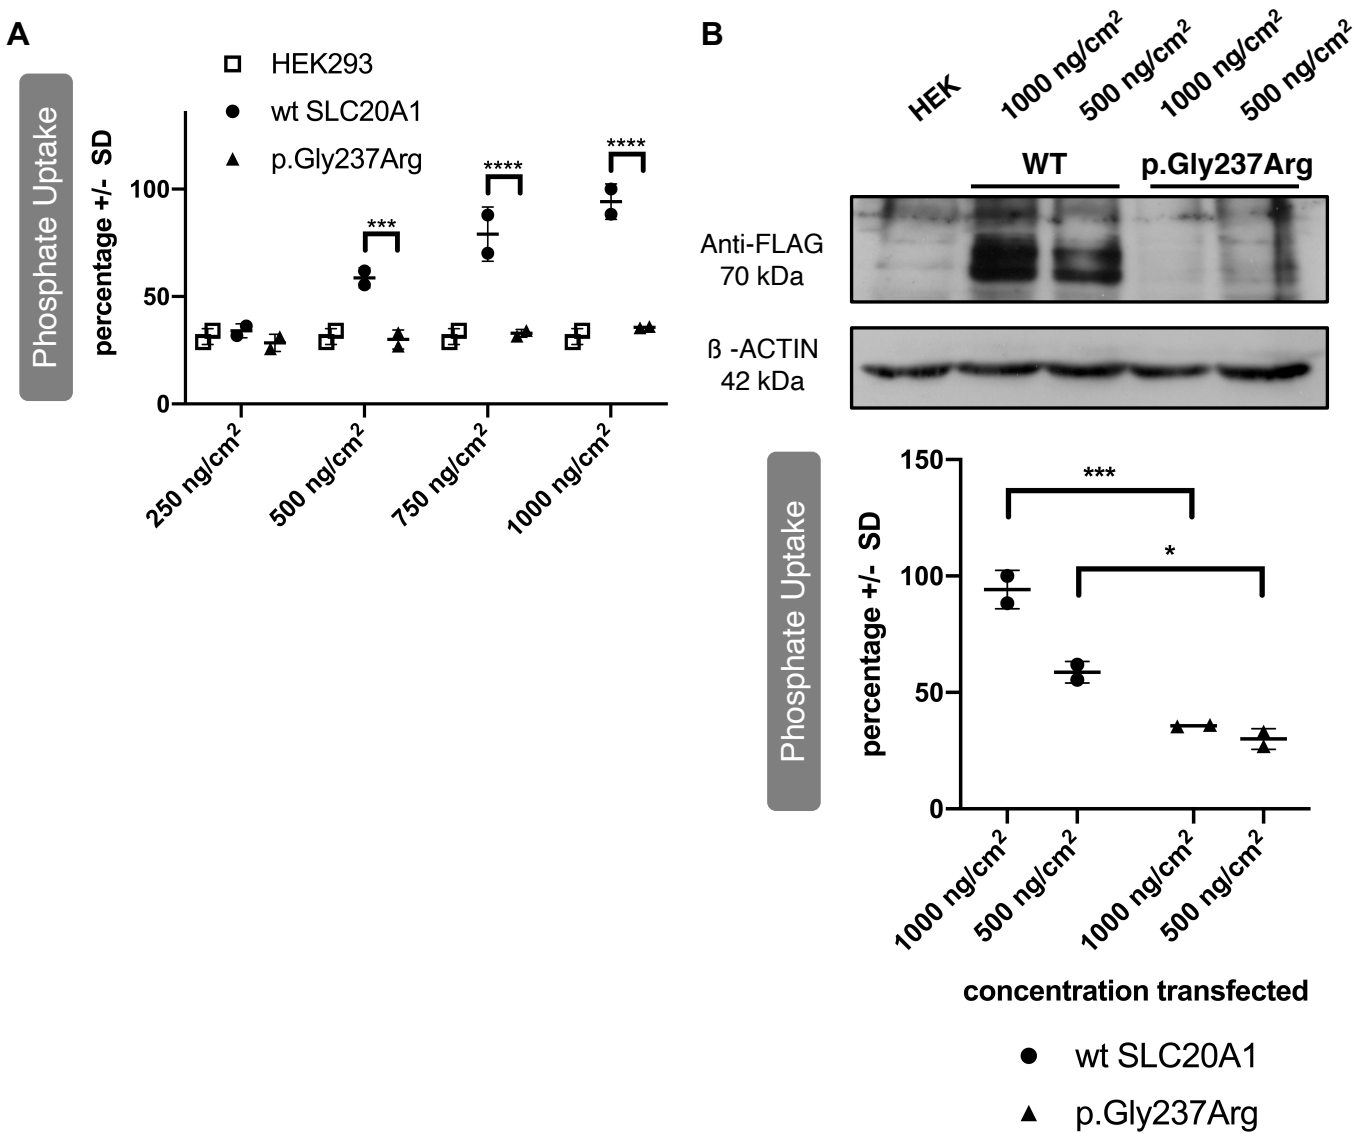 A
Phosphate Uptake
percentage +/- SD
HEK293
wt SLC20A1
p.Gly237Arg
100
50
0
***
****
****
250 ng/cm²
500 ng/cm²
750 ng/cm²
1000 ng/cm²
B
HEK
1000 ng/cm²
500 ng/cm²
1000 ng/cm²
500 ng/cm²
WT
p.Gly237Arg
Anti-FLAG
70 kDa
ß -ACTIN
42 kDa
Phosphate Uptake
percentage +/- SD
150
100
50
0
***
*
1000 ng/cm²
500 ng/cm²
1000 ng/cm²
500 ng/cm²
concentration transfected
wt SLC20A1
p.Gly237Arg